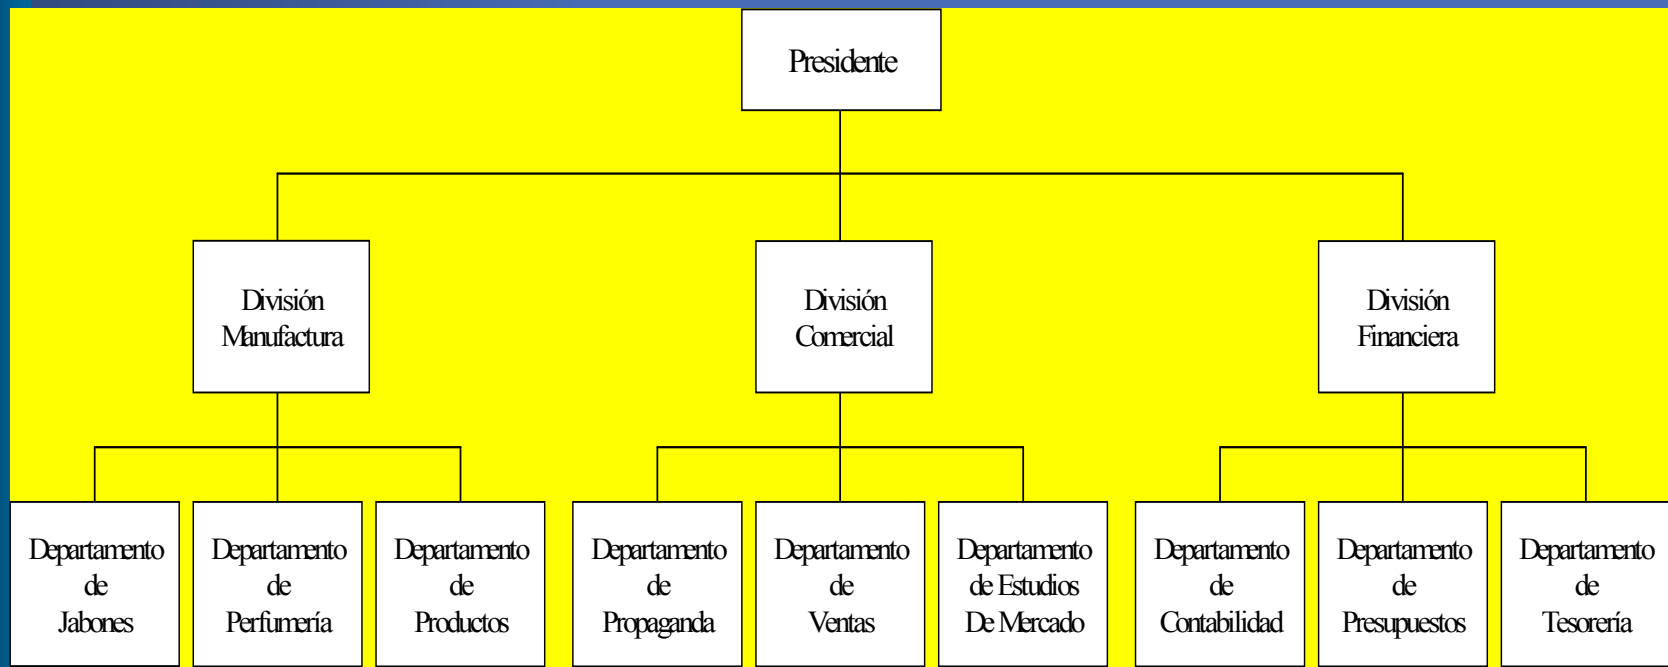 Presidente
División
Manufactura
División
Comercial
División
Financiera
Departamento
de
Jabones
Departamento
de
Perfumería
Departamento
de
Productos
Departamento
de
Propaganda
Departamento
de
Ventas
Departamento
de Estudios
De Mercado
Departamento
de
Contabilidad
Departamento
de
Presupuestos
Departamento
de
Tesorería